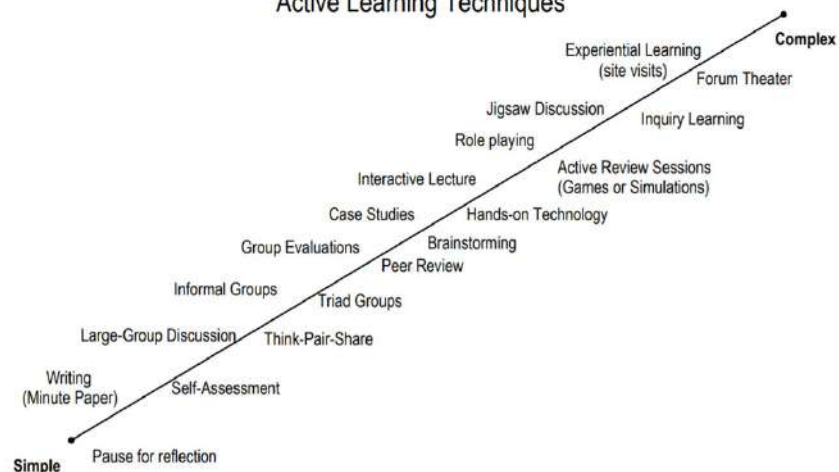 Active Learning Techniques
Complex
Experiential Learning
(site visits)
Forum Theater
Jigsaw Discussion
Inquiry Learning
Role playing
Active Review Sessions
(Games or Simulations)
Interactive Lecture
Case Studies
Hands-on Technology
Brainstorming
Group Evaluations
Peer Review
Informal Groups
Triad Groups
Large-Group Discussion
Think-Pair-Share
Writing
(Minute Paper)
Self-Assessment
Pause for reflection
Simple